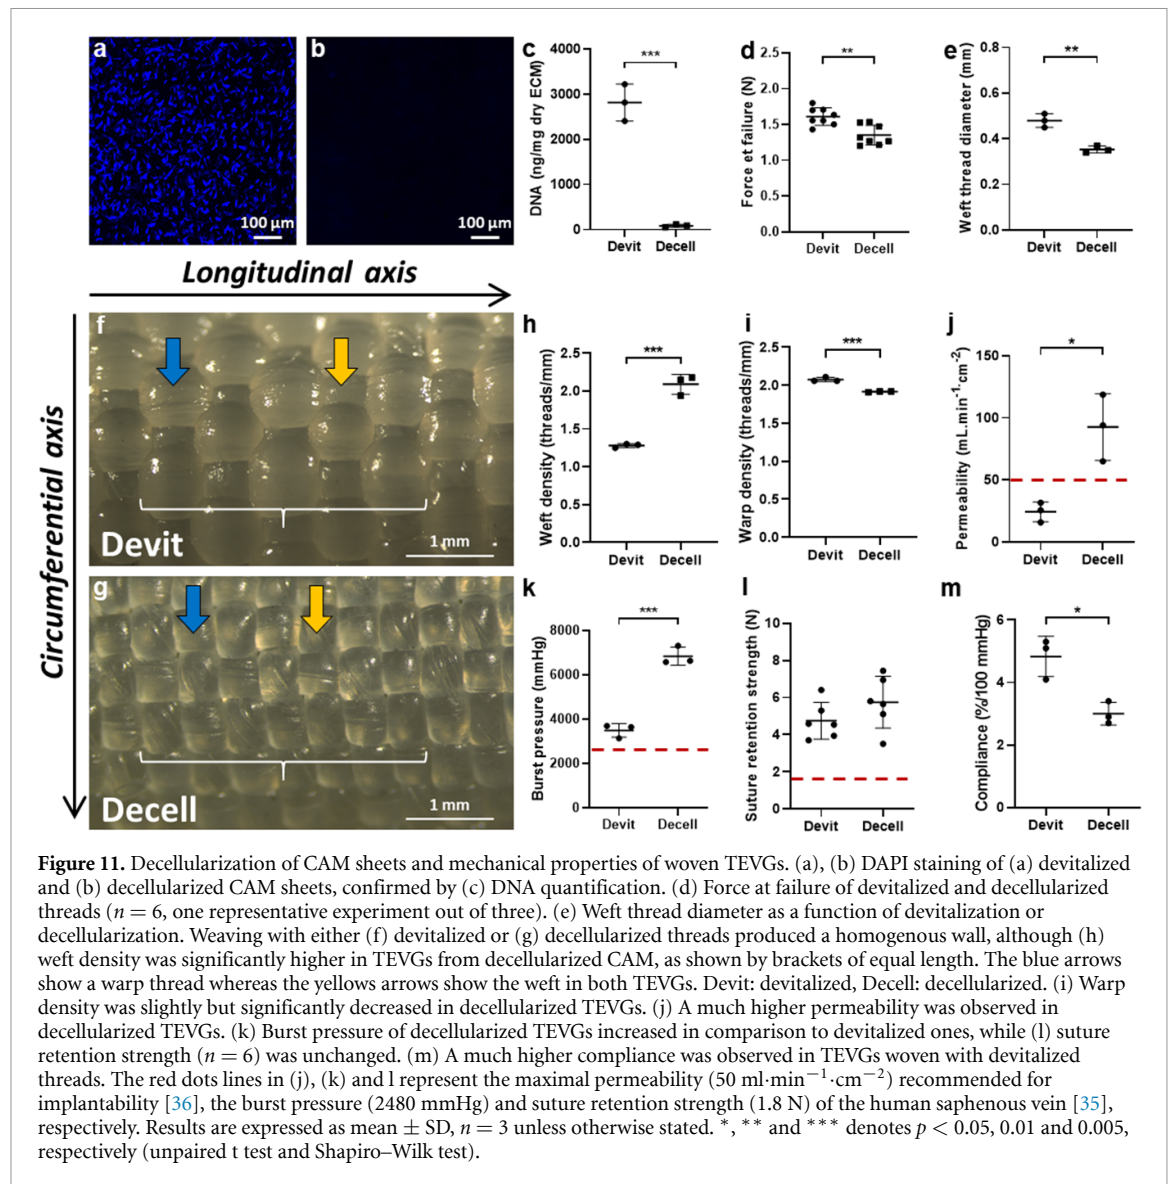 a
b
100 µm
100 µm
c
4000
3000
2000
1000
0
DNA (ng/mg dry ECM)
***
Devit
Decell
d
2.5
2.0
1.5
1.0
0.5
0.0
Force et failure (N)
**
Devit
Decell
e
0.8
0.6
0.4
0.2
0.0
Weft thread diameter (mm)
**
Devit
Decell
Longitudinal axis
Circumferential axis
f
Devit
1 mm
g
Decell
1 mm
h
2.5
2.0
1.5
1.0
0.5
0.0
Weft density (threads/mm)
***
Devit
Decell
i
2.5
2.0
1.5
1.0
0.5
0.0
Warp density (threads/mm)
***
Devit
Decell
j
150
100
50
0
Permeability (mL.min⁻¹·cm⁻²)
*
Devit
Decell
k
8000
6000
4000
2000
0
Burst pressure (mmHg)
***
Devit
Decell
l
10
8
6
4
2
0
Suture retention strength (N)
Devit
Decell
m
6
4
2
0
Compliance (%/100 mmHg)
*
Devit
Decell
Figure 11. Decellularization of CAM sheets and mechanical properties of woven TEVGs. (a), (b) DAPI staining of (a) devitalized
and (b) decellularized CAM sheets, confirmed by (c) DNA quantification. (d) Force at failure of devitalized and decellularized
threads (n = 6, one representative experiment out of three). (e) Weft thread diameter as a function of devitalization or
decellularization. Weaving with either (f) devitalized or (g) decellularized threads produced a homogenous wall, although (h)
weft density was significantly higher in TEVGs from decellularized CAM, as shown by brackets of equal length. The blue arrows
show a warp thread whereas the yellows arrows show the weft in both TEVGs. Devit: devitalized, Decell: decellularized. (i) Warp
density was slightly but significantly decreased in decellularized TEVGs. (j) A much higher permeability was observed in
decellularized TEVGs. (k) Burst pressure of decellularized TEVGs increased in comparison to devitalized ones, while (l) suture
retention strength (n = 6) was unchanged. (m) A much higher compliance was observed in TEVGs woven with devitalized
threads. The red dots lines in (j), (k) and l represent the maximal permeability (50 ml·min⁻¹·cm⁻²) recommended for
implantability [36], the burst pressure (2480 mmHg) and suture retention strength (1.8 N) of the human saphenous vein [35],
respectively. Results are expressed as mean ± SD, n = 3 unless otherwise stated. *, ** and *** denotes p < 0.05, 0.01 and 0.005,
respectively (unpaired t test and Shapiro–Wilk test).